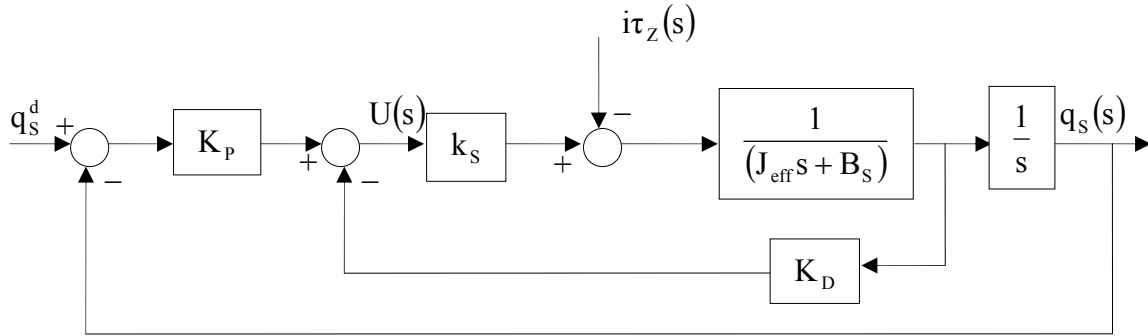 iτ_Z(s)
q_S^d
+
−
K_P
+
−
U(s)
k_S
+
−
1
(J_eff s + B_S)
1
s
q_S(s)
K_D